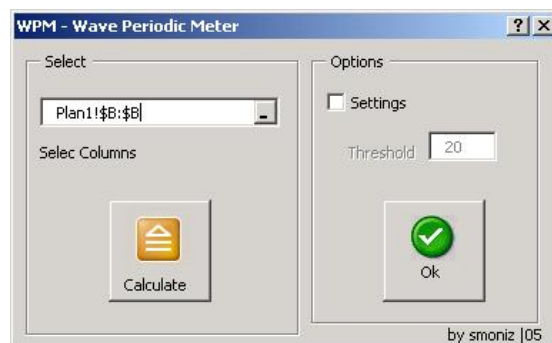 WPM - Wave Periodic Meter
Select
Plan1!$B:$B
Selec Columns
Calculate
Options
Settings
Threshold 20
Ok
by smoniz |05